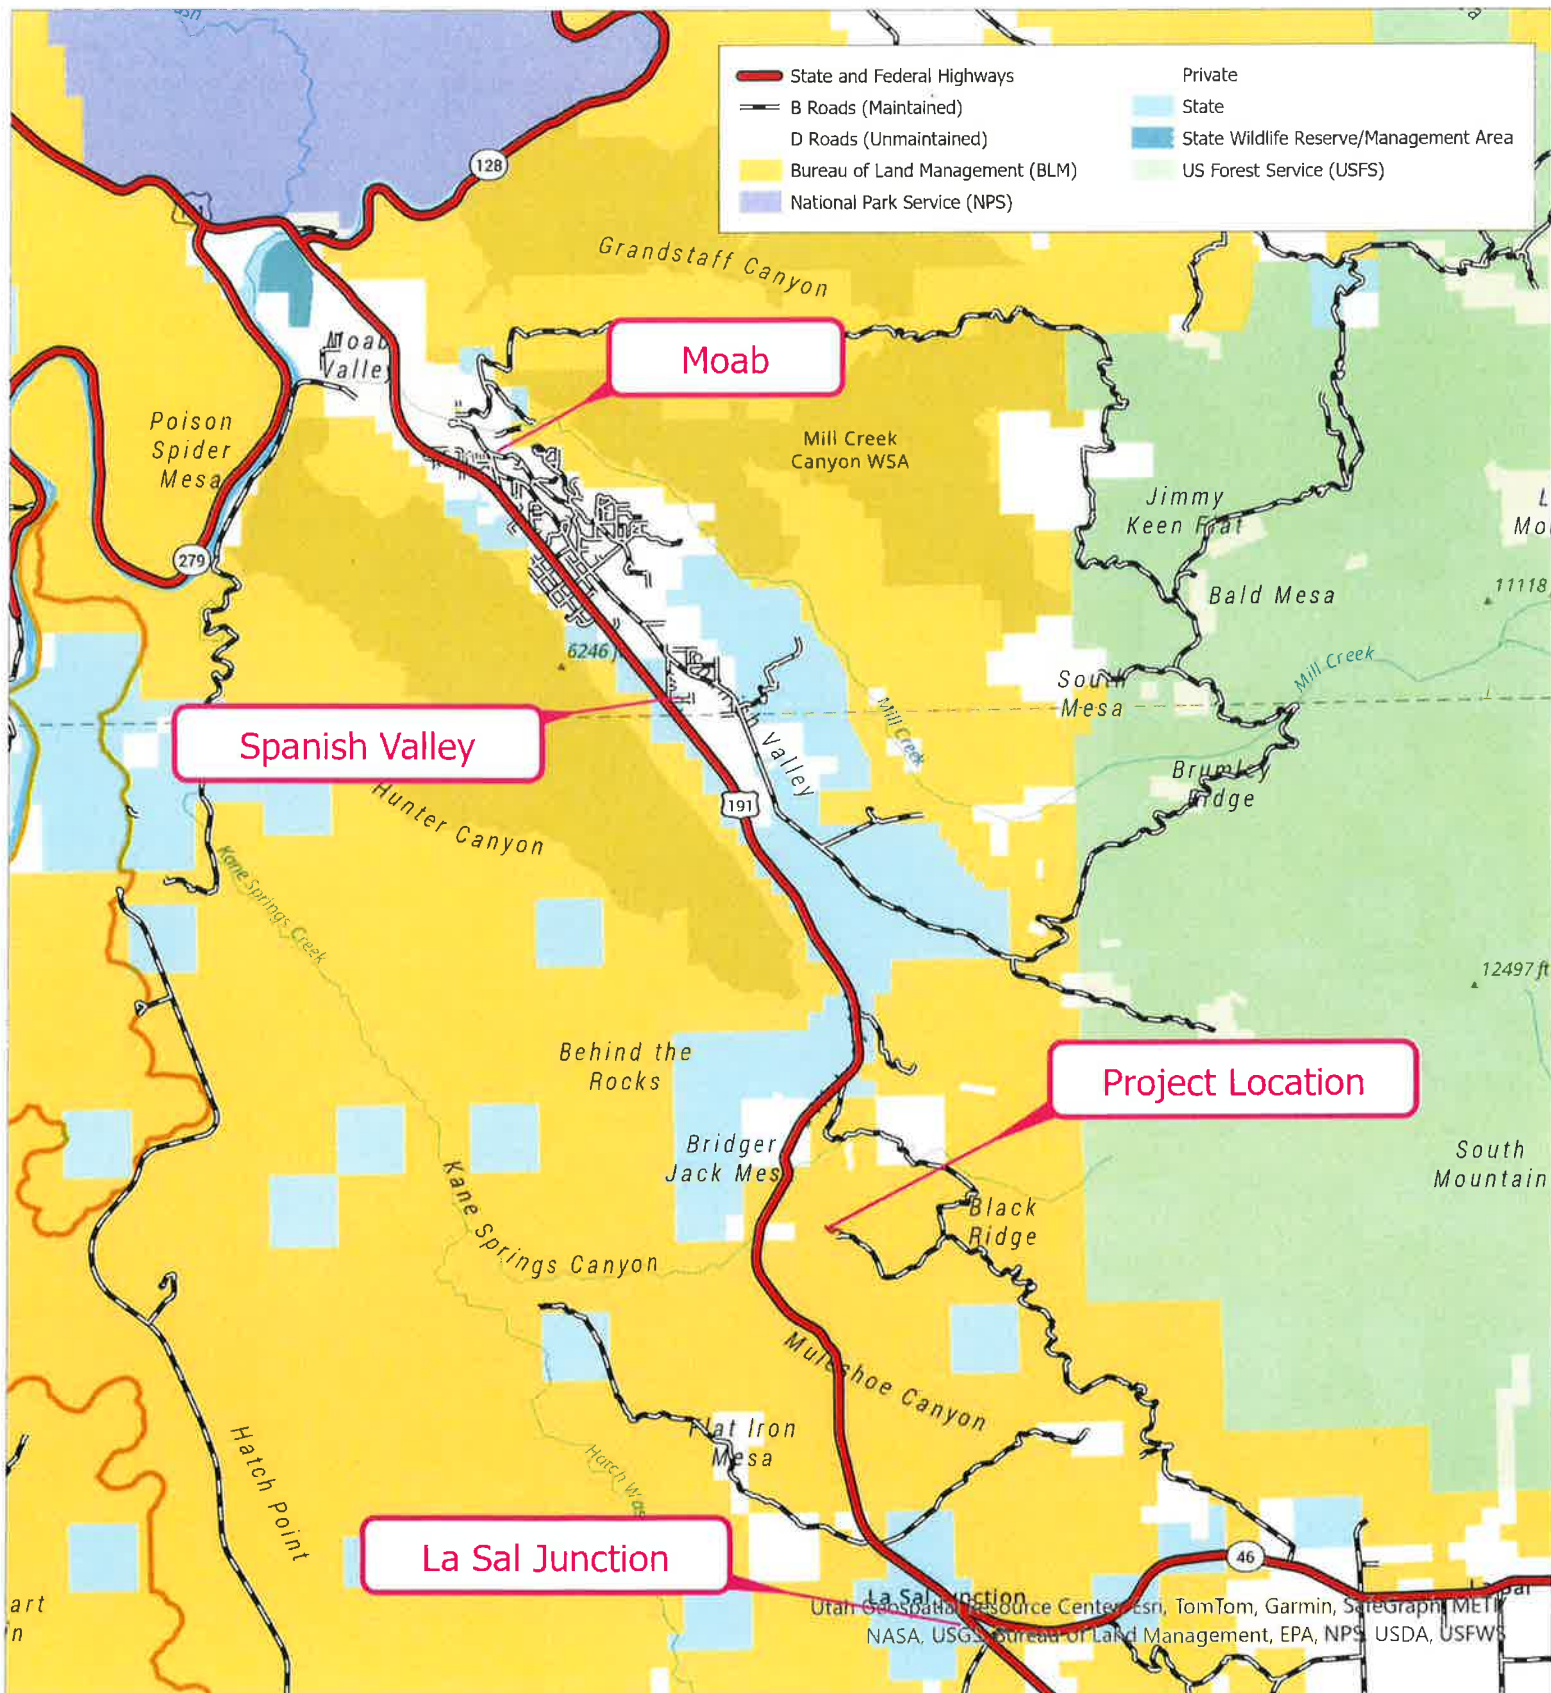 State and Federal Highways
B Roads (Maintained)
D Roads (Unmaintained)
Bureau of Land Management (BLM)
National Park Service (NPS)
Private
State
State Wildlife Reserve/Management Area
US Forest Service (USFS)
128
Grandstaff Canyon
Moab
Valley
Moab
Poison
Spider
Mesa
Mill Creek
Canyon WSA
Jimmy
Keen Flat
279
Bald Mesa
11118
6246
South
Mesa
Mill Creek
Mill Creek
Spanish Valley
Valley
191
Brumley
Ridge
Hunter Canyon
Kane Springs Creek
12497 ft
Behind the
Rocks
Project Location
Bridger
Jack Mes
South
Mountain
Kane Springs Canyon
Black
Ridge
Muleshoe Canyon
Flat Iron
Mesa
Hatch Point
Hatch Was
La Sal Junction
46
La Sal Junction
La Sal
Utah Geospatial Resource Center, Esri, TomTom, Garmin, SafeGraph, METI/
NASA, USGS, Bureau of Land Management, EPA, NPS, USDA, USFWS